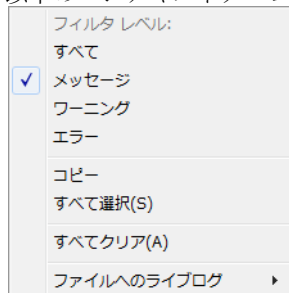 フィルタ レベル:
すべて
メッセージ
ワーニング
エラー
コピー
すべて選択(S)
すべてクリア(A)
ファイルへのライブログ